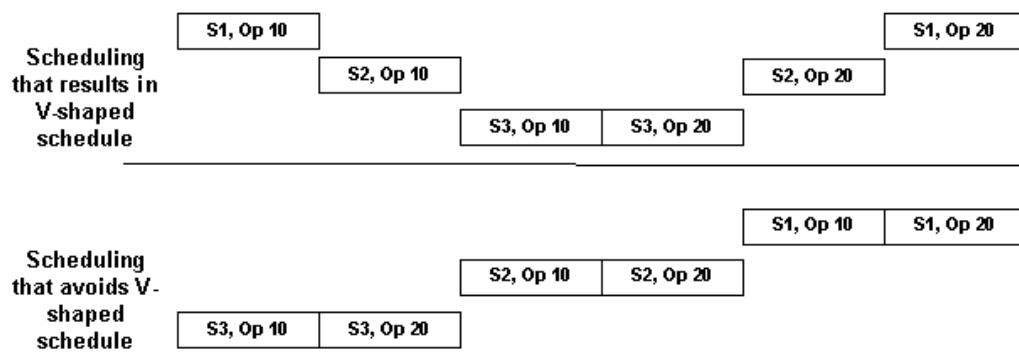 Scheduling
that results in
V-shaped
schedule
S1, Op 10
S1, Op 20
S2, Op 10
S2, Op 20
S3, Op 10
S3, Op 20
Scheduling
that avoids V-
shaped
schedule
S1, Op 10
S1, Op 20
S2, Op 10
S2, Op 20
S3, Op 10
S3, Op 20